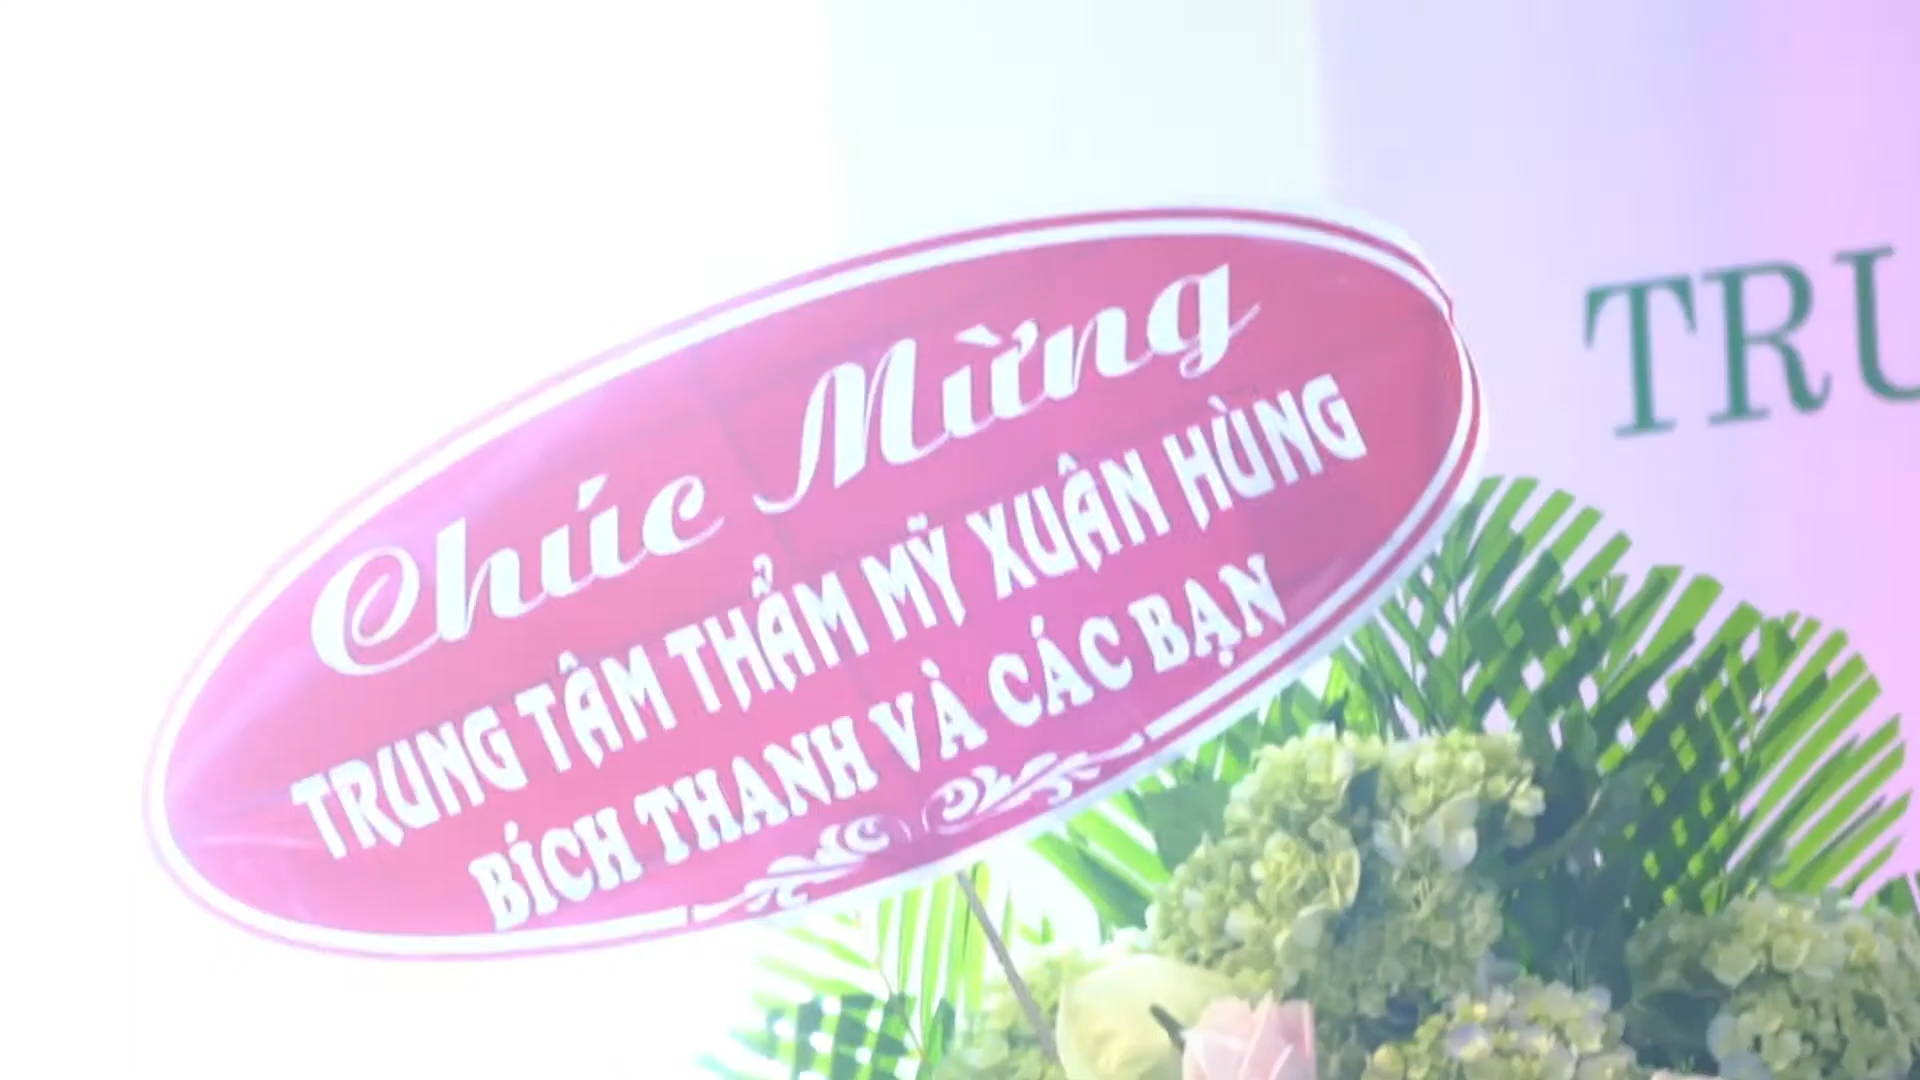 Chúc Mừng
TRUNG TÂM THẨM MỸ XUÂN HÙNG
BÍCH THANH VÀ CÁC BẠN
TRU